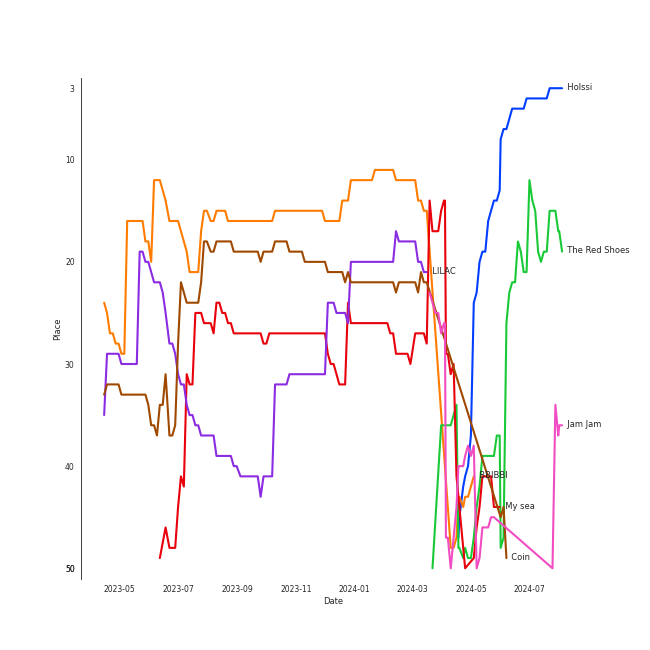 3
Holssi
10
20
The Red Shoes
LILAC
Place
30
Jam Jam
40
BBIBBI
My sea
Coin
50
2023-05
2023-07
2023-09
2023-11
2024-01
2024-03
2024-05
2024-07
Date